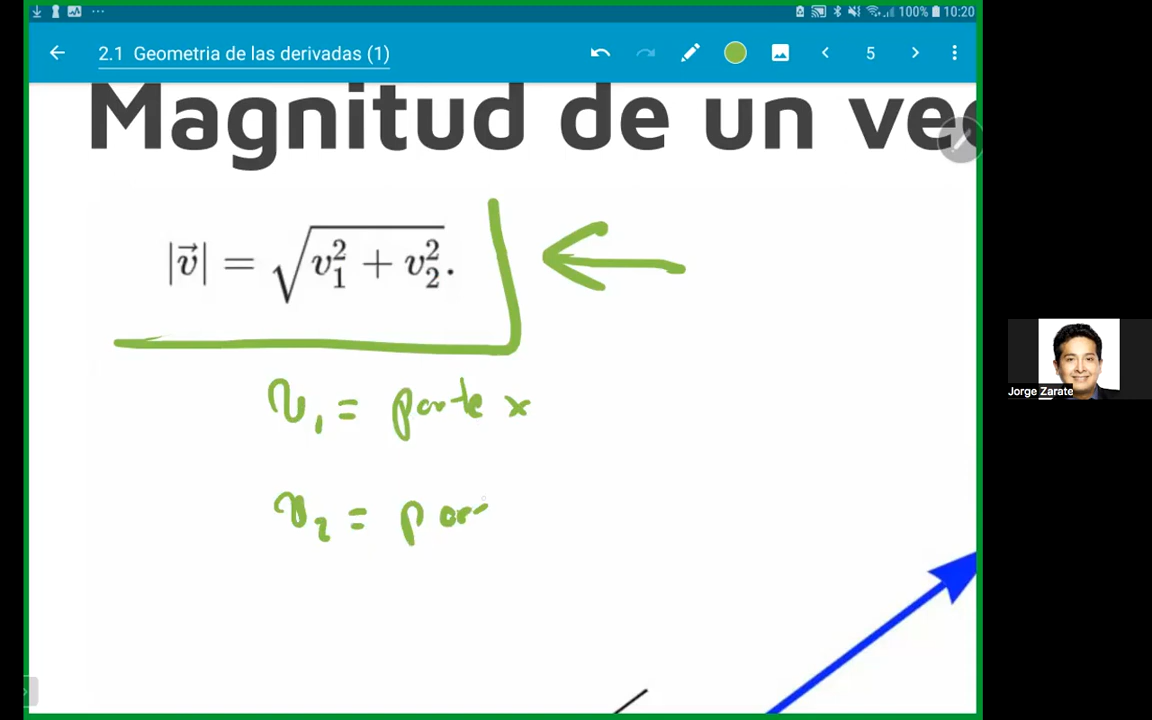 100% 10:20
2.1 Geometria de las derivadas (1) 5
Magnitud de un vec
|v⃗| = √v₁² + v₂².
v₁ = parte x
v₂ = par
Jorge Zarate